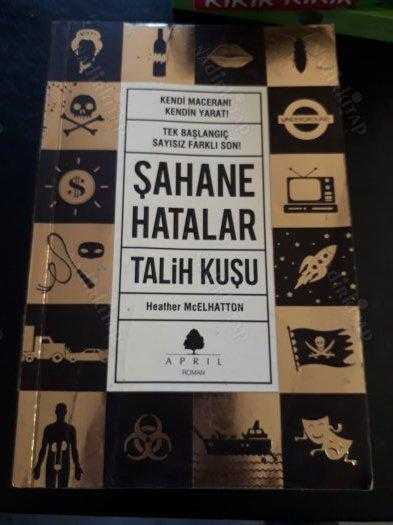 KENDİ MACERANI
KENDİN YARAT!
TEK BAŞLANGIÇ
SAYISIZ FARKLI SON!
ŞAHANE
HATALAR
TALİH KUŞU
Heather McELHATTON
APRIL
ROMAN
UNDERGROUND